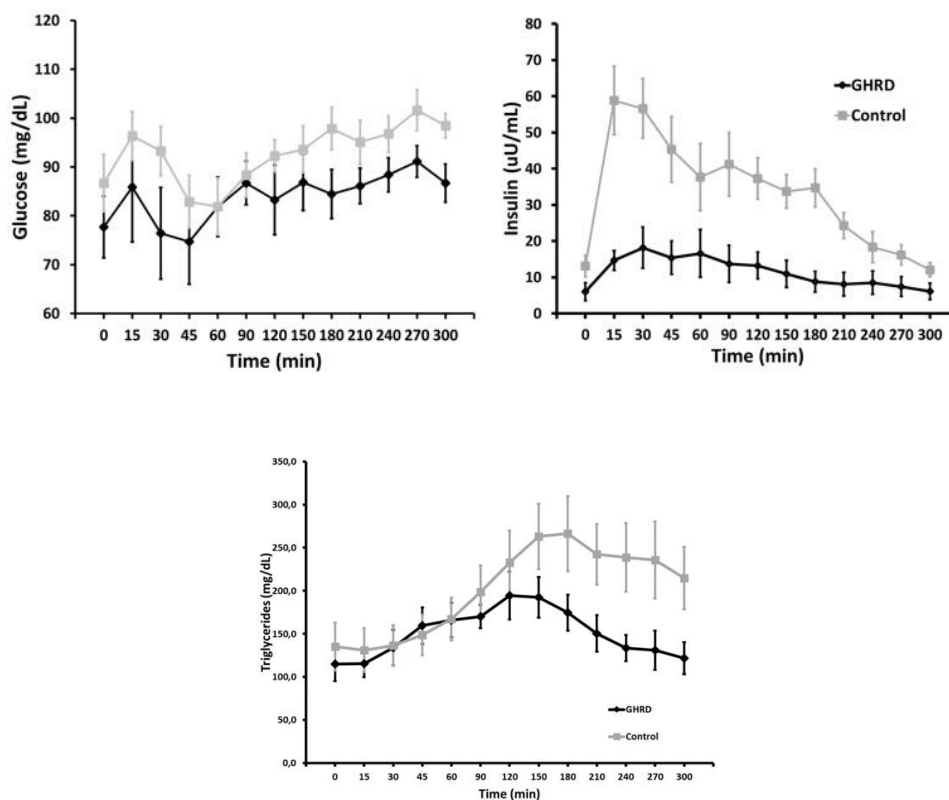 120
110
100
90
80
70
60
Glucose (mg/dL)
0 15 30 45 60 90 120 150 180 210 240 270 300
Time (min)
80
70
60
50
40
30
20
10
0
Insulin (uU/mL)
GHRD
Control
0 15 30 45 60 90 120 150 180 210 240 270 300
Time (min)
350,0
300,0
250,0
200,0
150,0
100,0
50,0
0,0
Triglycerides (mg/dL)
GHRD
Control
0 15 30 45 60 90 120 150 180 210 240 270 300
Time (min)